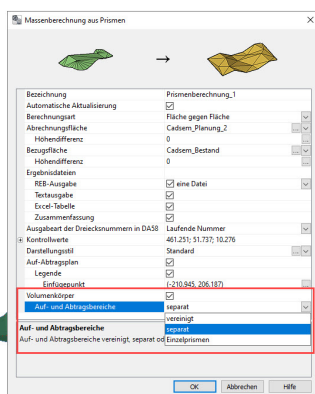 Massenberechnung aus Prismen
Bezeichnung Prismenberechnung_1
Automatische Aktualisierung
Berechnungsart Fläche gegen Fläche
Abrechnungsfläche Cadsem_Planung_2
Höhendifferenz 0
Bezugsfläche Cadsem_Bestand
Höhendifferenz 0
Ergebnisdateien
REB-Ausgabe eine Datei
Textausgabe
Excel-Tabelle
Zusammenfassung
Ausgabeart der Dreiecksnummern in DA58 Laufende Nummer
Kontrollwerte 461.251; 51.737; 10.276
Darstellungsstil Standard
Auf-Abtragsplan
Legende
Einfügepunkt (-210.945, 206.187)
Volumenkörper
Auf- und Abtragsbereiche separat
vereinigt
separat
Einzelprismen
Auf- und Abtragsbereiche
Auf- und Abtragsbereiche vereinigt, separat od
OK Abbrechen Hilfe